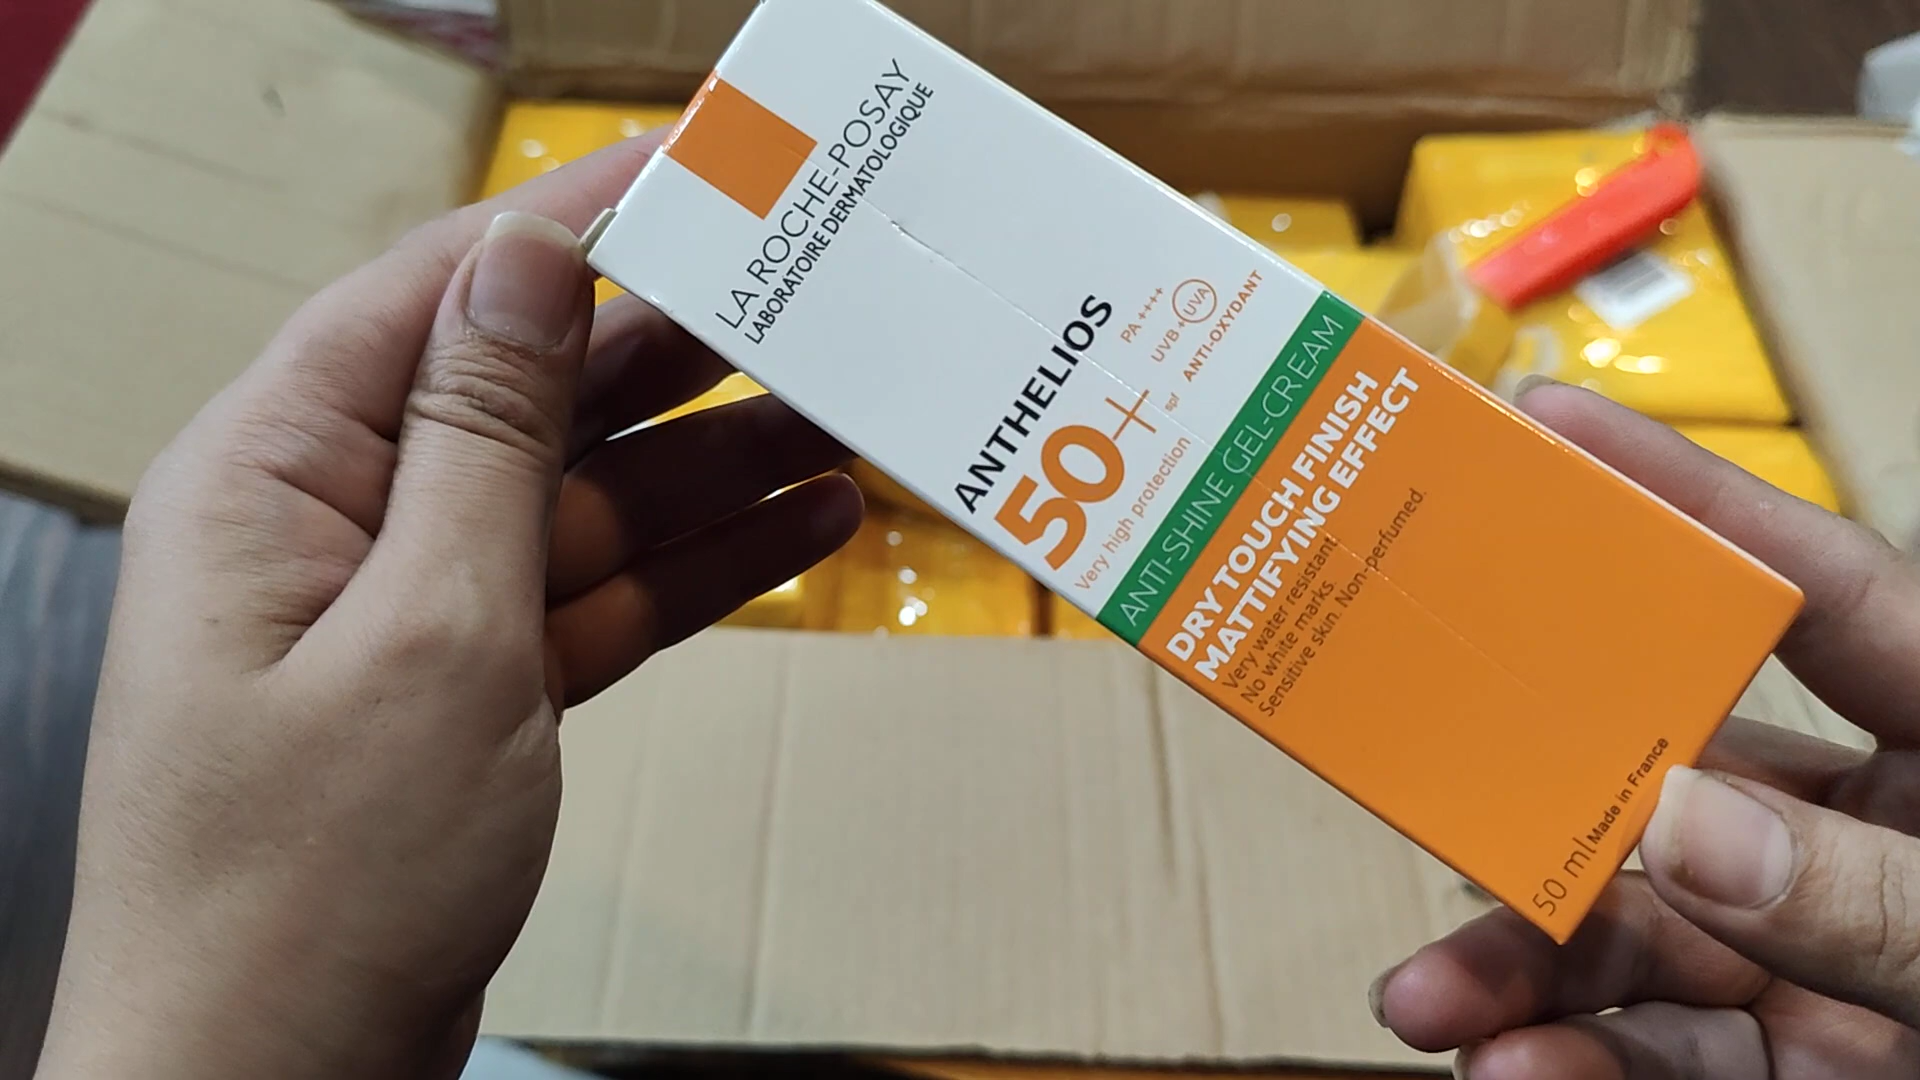 LA ROCHE-POSAY
LABORATOIRE DERMATOLOGIQUE
ANTHELIOS
50+ spf
Very high protection
PA ++++
UVB + UVA
ANTI-OXYDANT
ANTI-SHINE GEL-CREAM
DRY TOUCH FINISH
MATTIFYING EFFECT
Very water resistant.
No white marks.
Sensitive skin. Non-perfumed.
50 ml Made in France